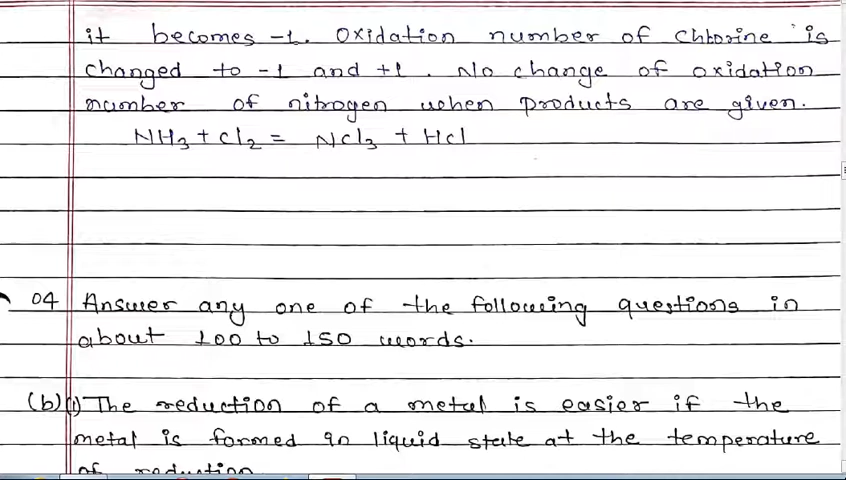 it becomes -1. Oxidation number of Chlorine is
changed to -1 and +1. No change of oxidation
number of nitrogen when products are given.
NH3 + Cl2 = NCl3 + HCl
04 Answer any one of the following questions in
about 100 to 150 words.
(b) (i) The reduction of a metal is easier if the
metal is formed in liquid state at the temperature
of reduction